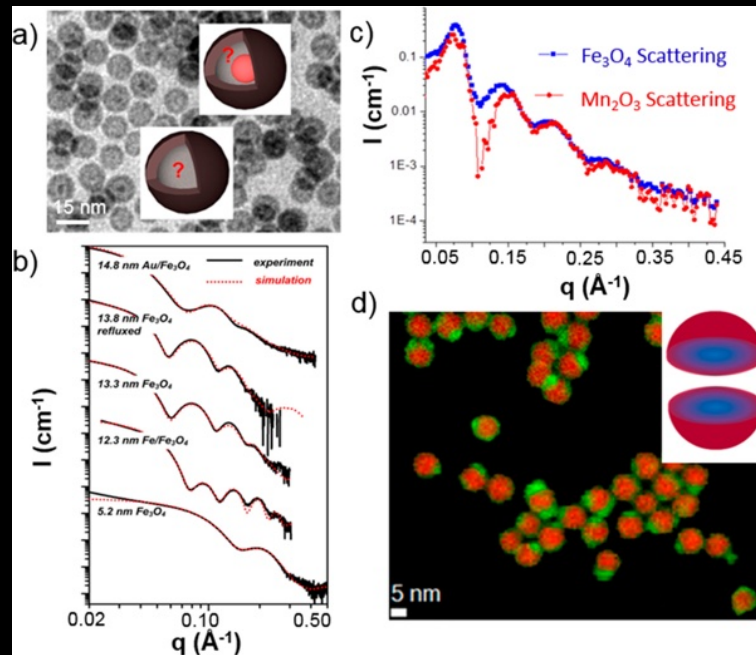 a)
?
?
15 nm
b)
experiment
simulation
14.8 nm Au/Fe₃O₄
13.8 nm Fe₃O₄
refluxed
13.3 nm Fe₃O₄
12.3 nm Fe/Fe₃O₄
5.2 nm Fe₃O₄
I (cm⁻¹)
0.02
0.10
0.50
q (Å⁻¹)
c)
Fe₃O₄ Scattering
Mn₂O₃ Scattering
I (cm⁻¹)
0.1
0.01
1E-3
1E-4
0.05
0.15
0.25
0.35
0.45
q (Å⁻¹)
d)
5 nm